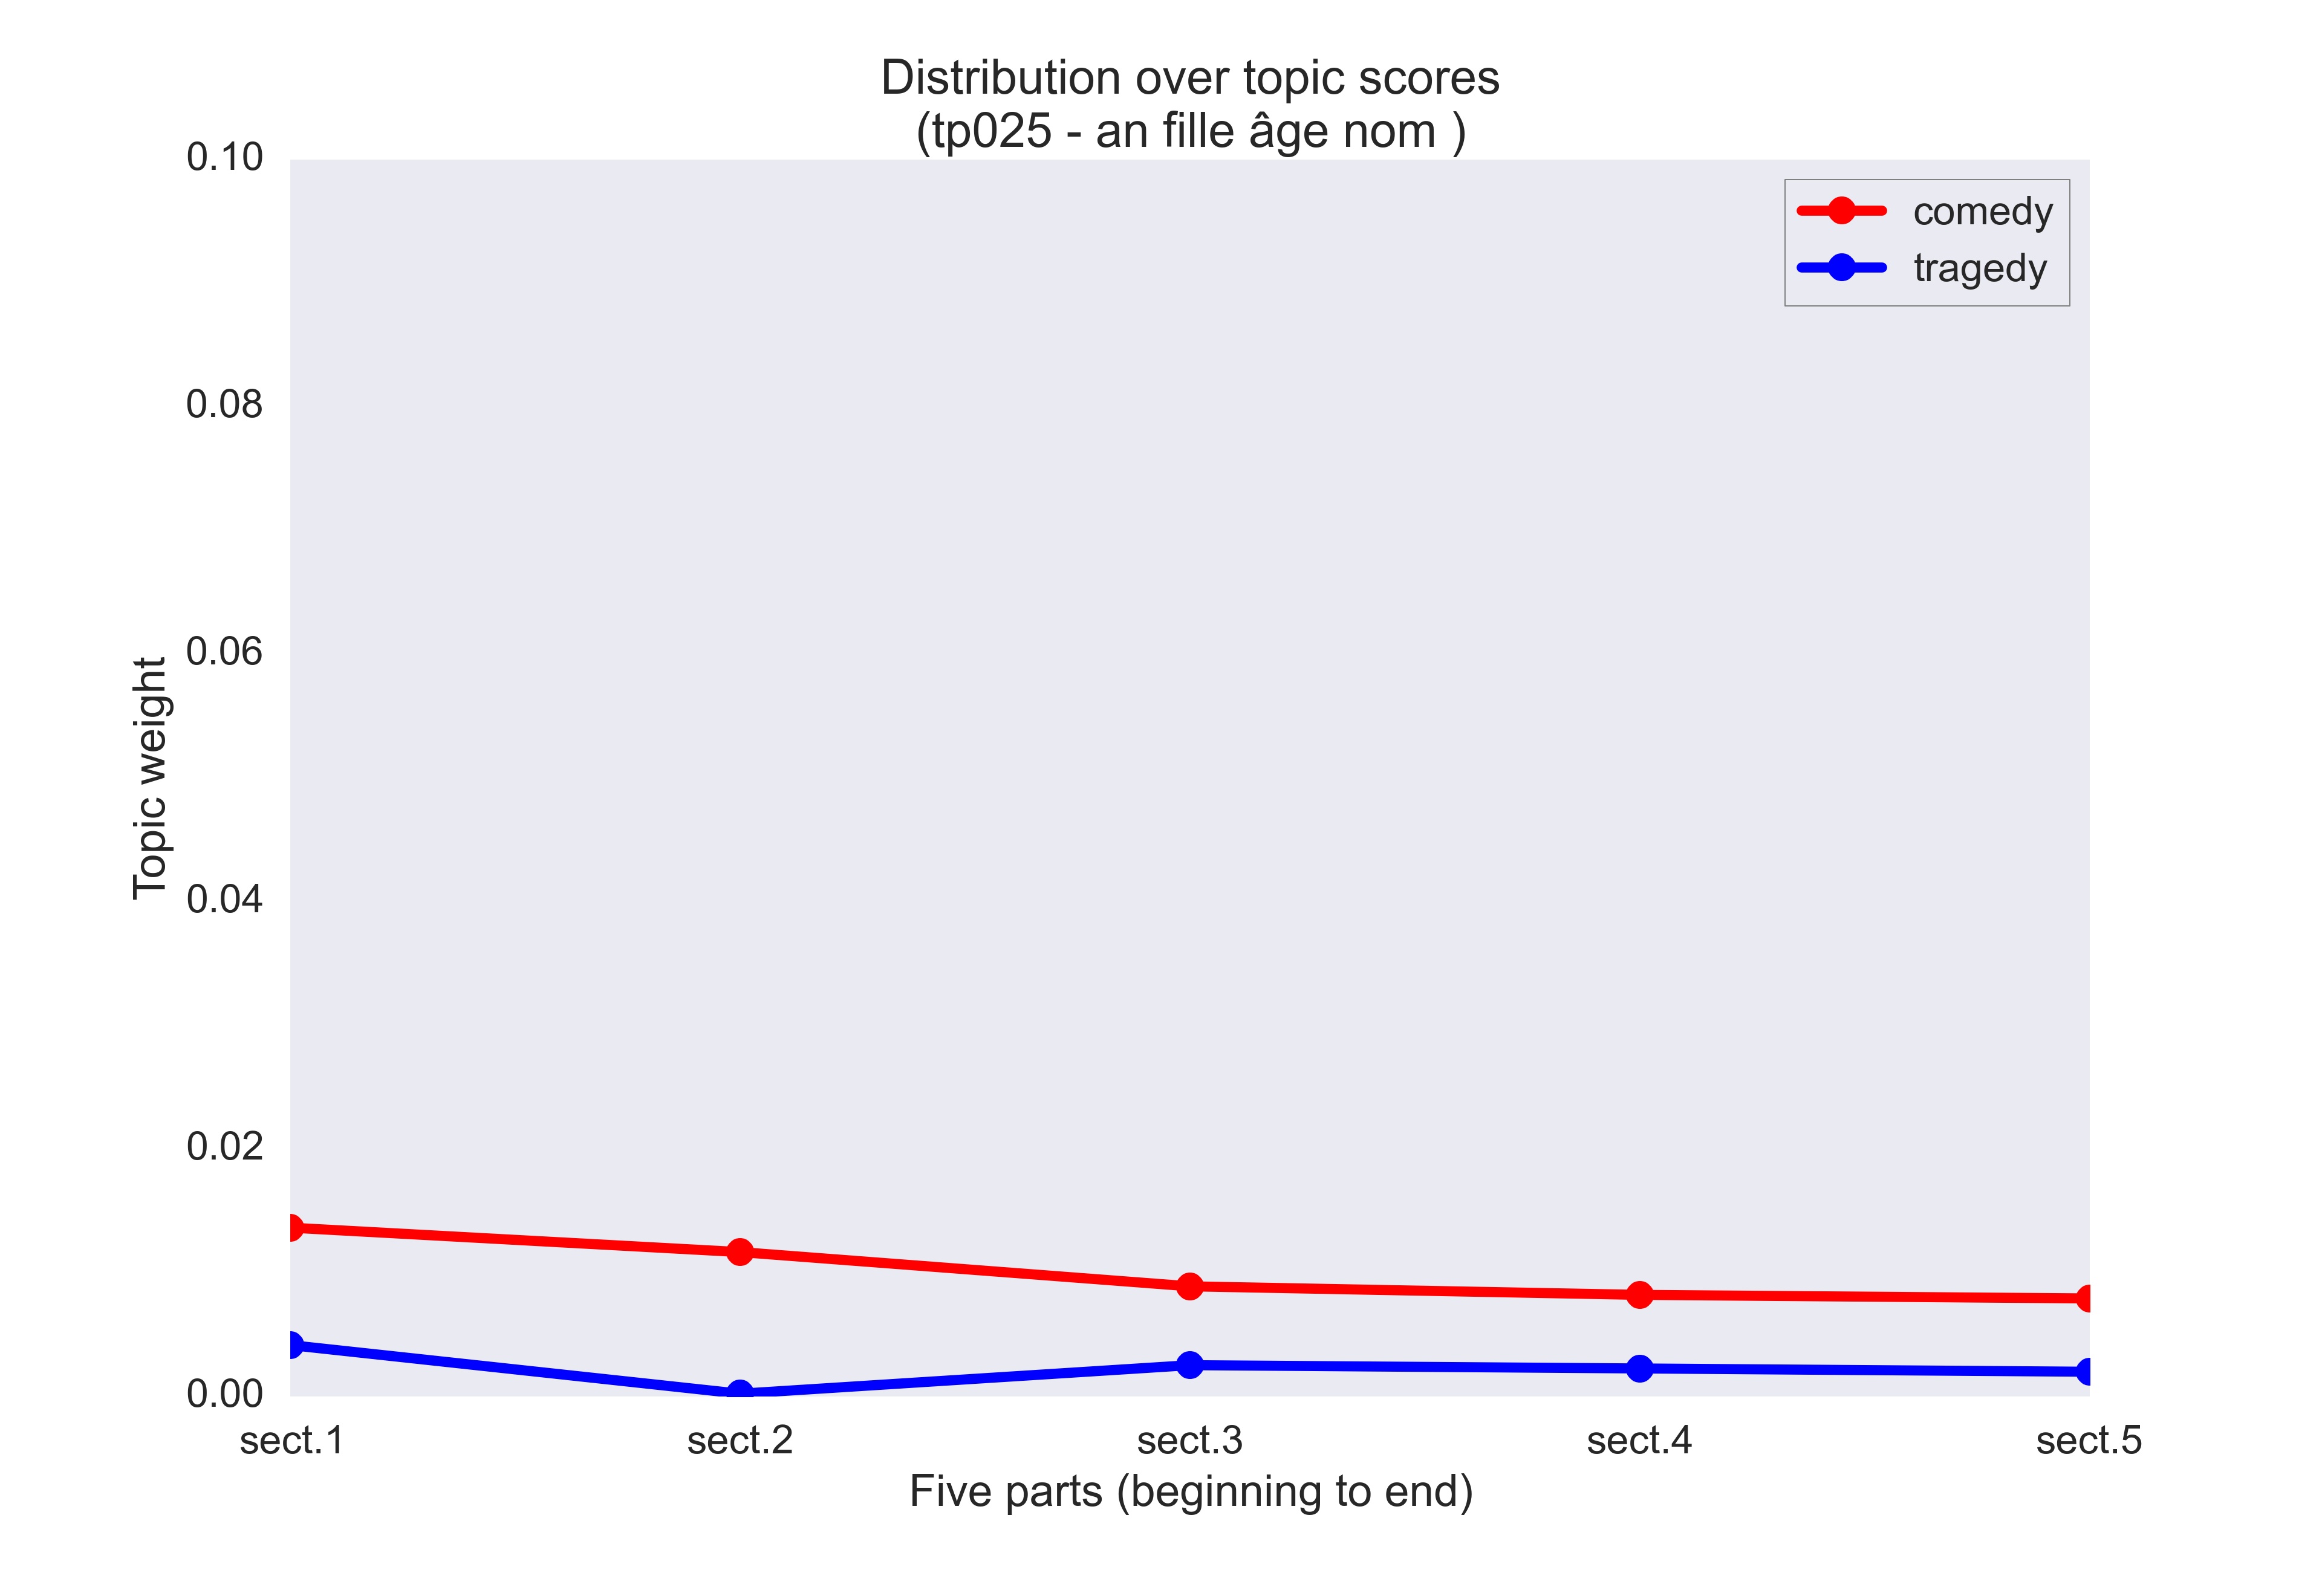 Distribution over topic scores
(tp025 - an fille âge nom )
comedy
tragedy
Topic weight
0.10
0.08
0.06
0.04
0.02
0.00
sect.1
sect.2
sect.3
sect.4
sect.5
Five parts (beginning to end)